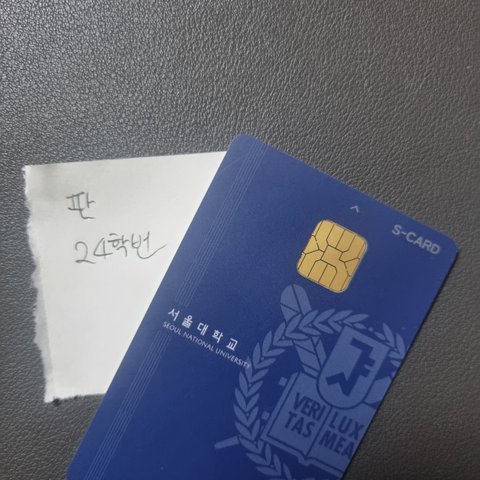 판
24학번
S-CARD
서울대학교
SEOUL NATIONAL UNIVERSITY
VERI LUX
TAS MEA